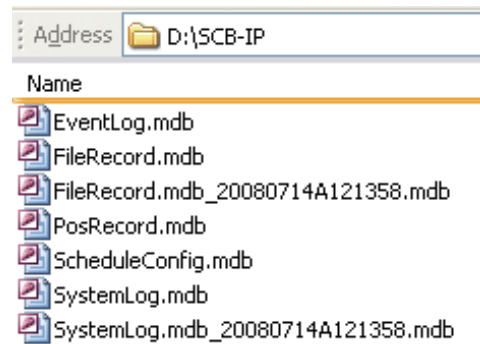 Address D:\SCB-IP
Name
EventLog.mdb
FileRecord.mdb
FileRecord.mdb_20080714A121358.mdb
PosRecord.mdb
ScheduleConfig.mdb
SystemLog.mdb
SystemLog.mdb_20080714A121358.mdb